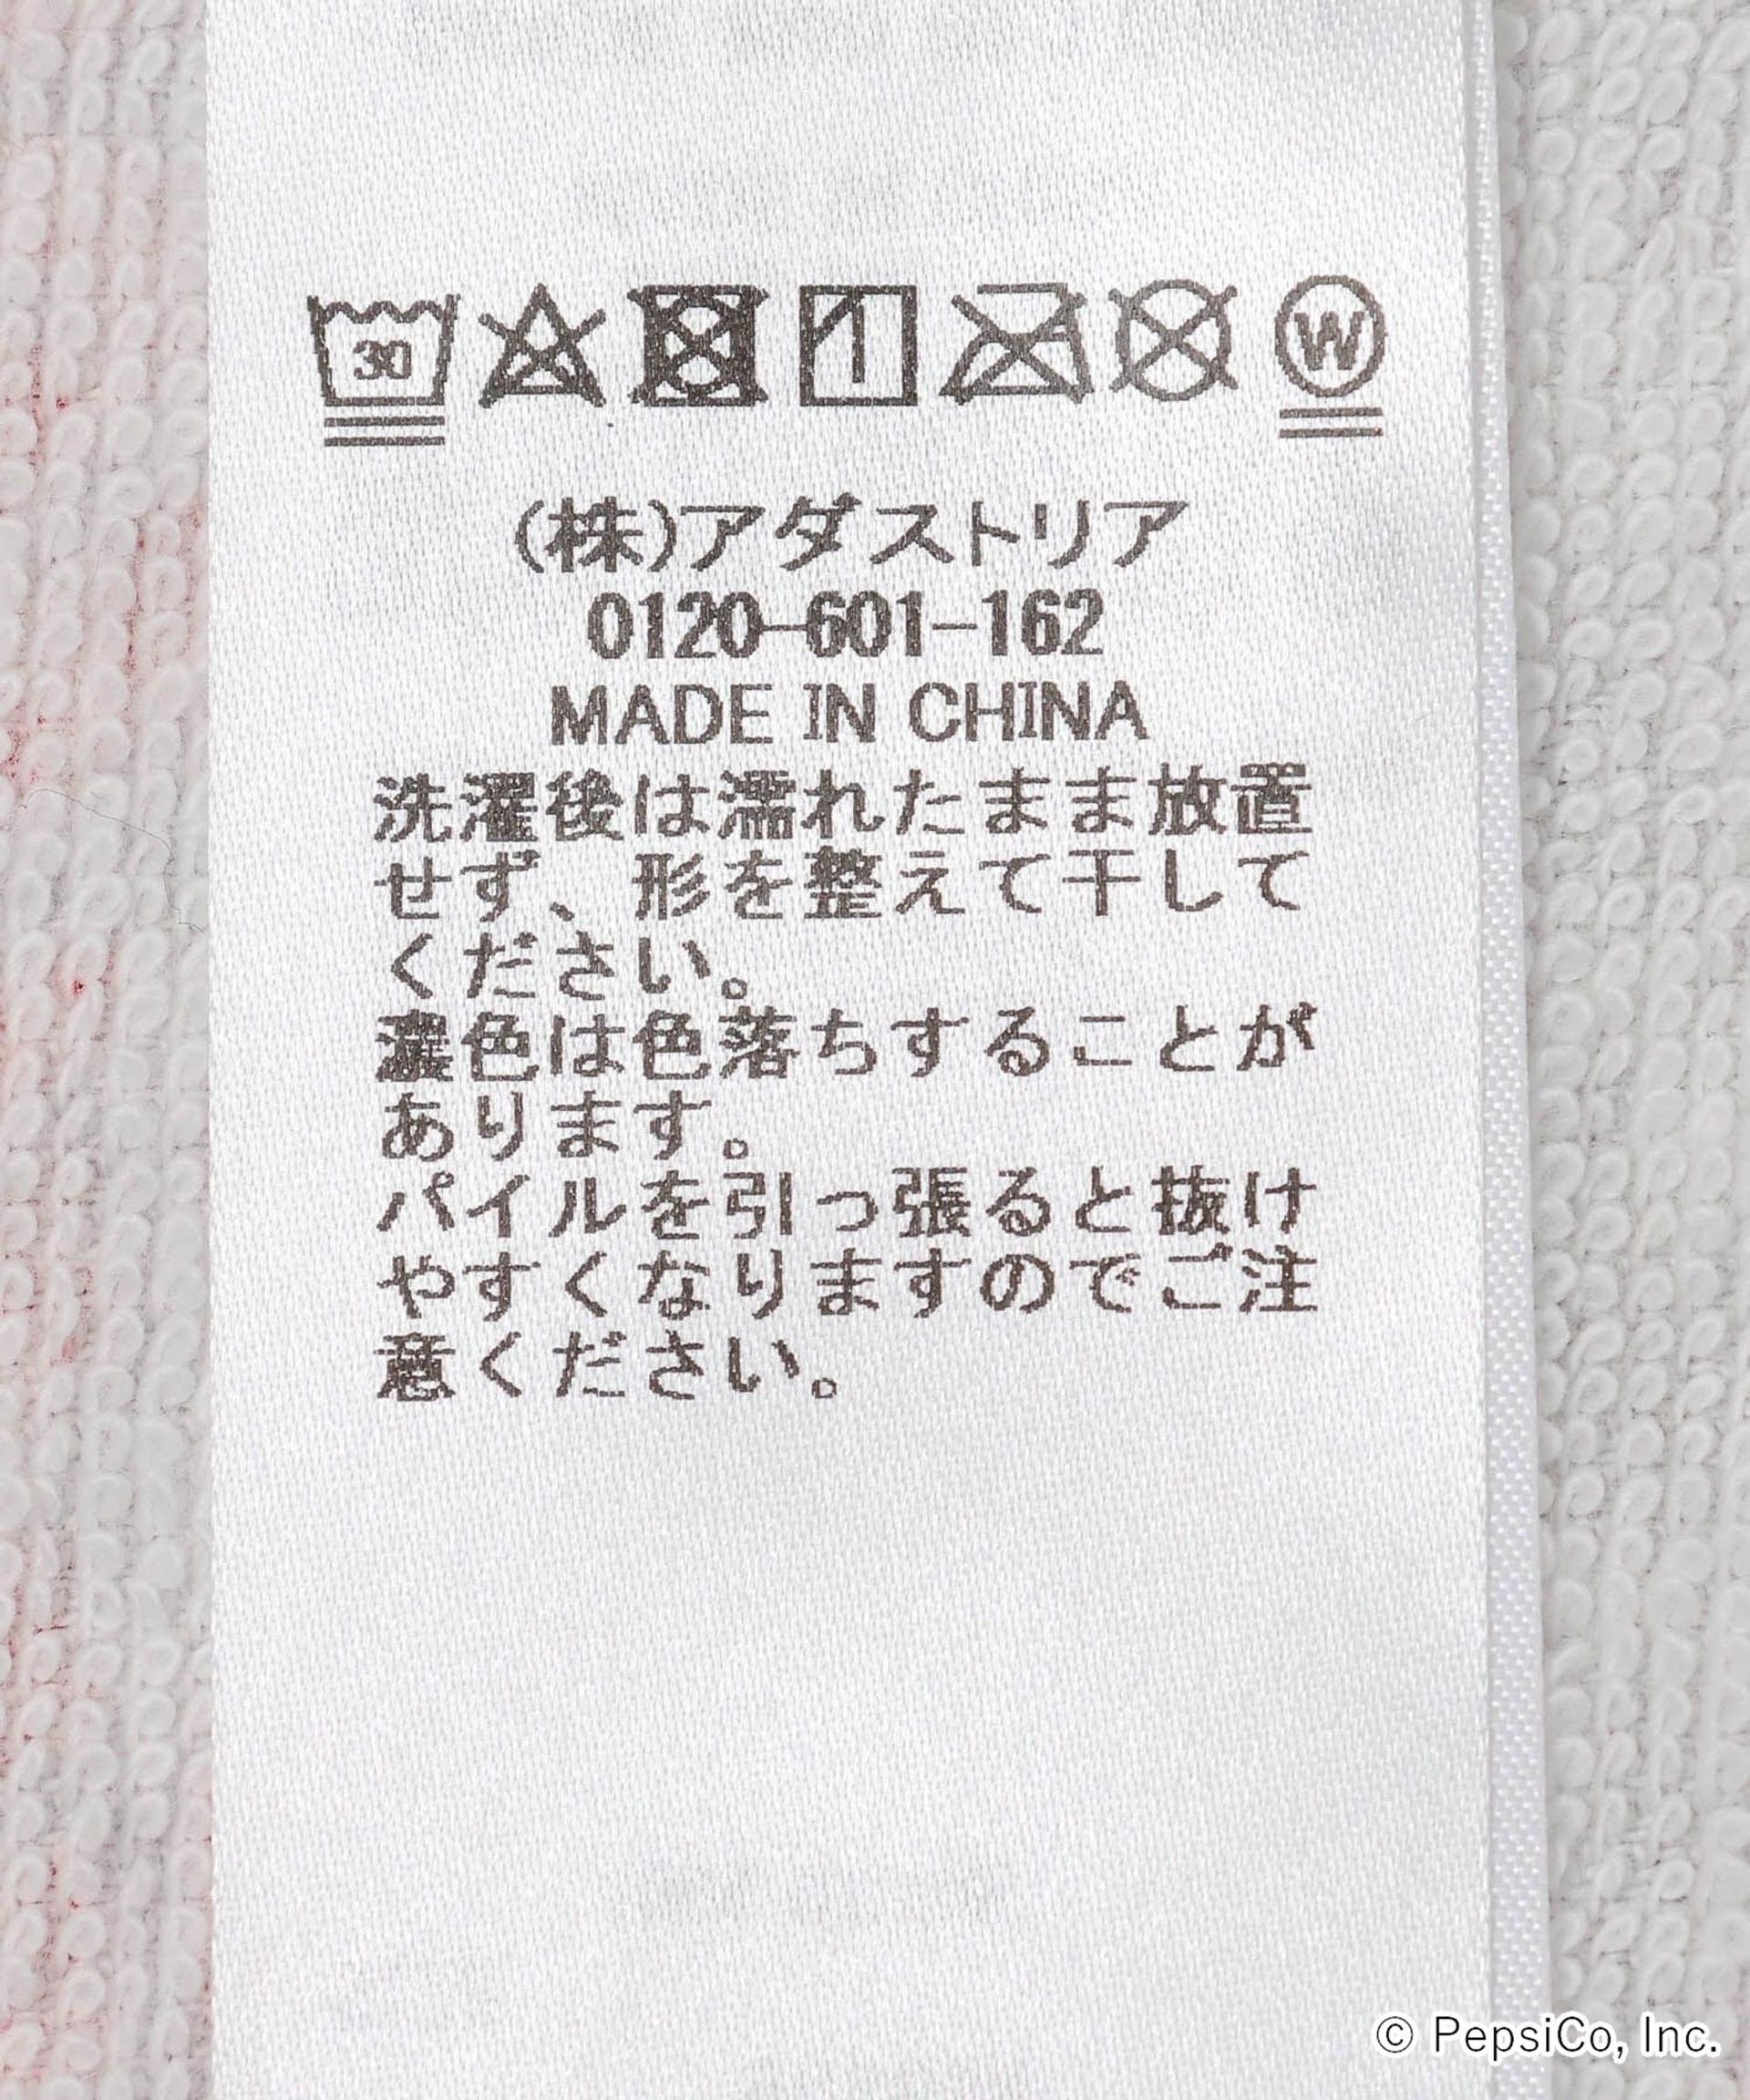 30
W
(株)アダストリア
0120-601-162
MADE IN CHINA
洗濯後は濡れたまま放置
せず、形を整えて干して
ください。
濃色は色落ちすることが
あります。
パイルを引っ張ると抜け
やすくなりますのでご注
意ください。
© PepsiCo, Inc.